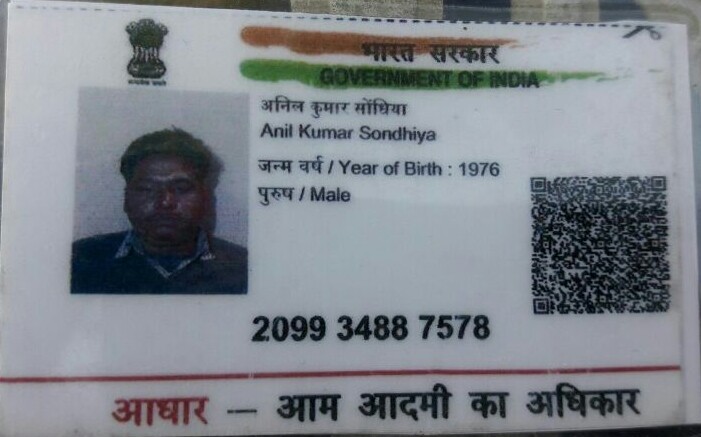 भारत सरकार
GOVERNMENT OF INDIA
अनिल कुमार सोंधिया
Anil Kumar Sondhiya
जन्म वर्ष / Year of Birth : 1976
पुरुष / Male
2099 3488 7578
आधार — आम आदमी का अधिकार